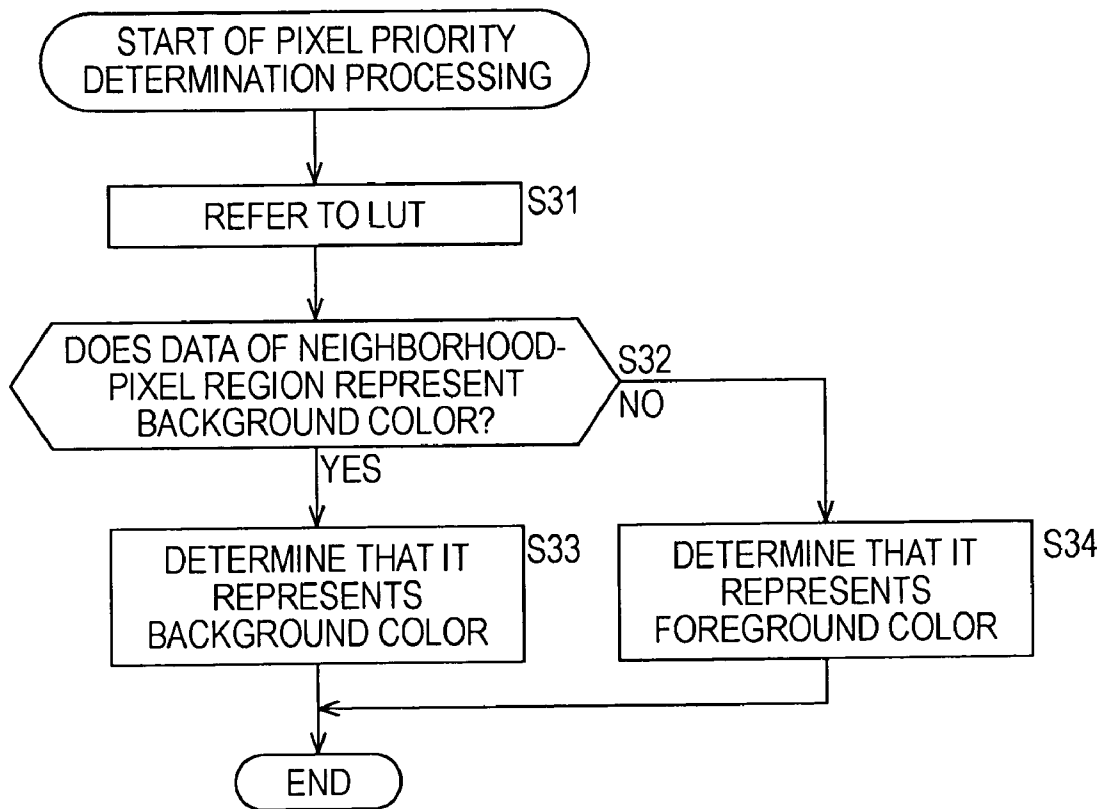 START OF PIXEL PRIORITY
DETERMINATION PROCESSING
REFER TO LUT
S31
DOES DATA OF NEIGHBORHOOD-
PIXEL REGION REPRESENT
BACKGROUND COLOR?
S32
NO
YES
DETERMINE THAT IT
REPRESENTS
BACKGROUND COLOR
S33
DETERMINE THAT IT
REPRESENTS
FOREGROUND COLOR
S34
END